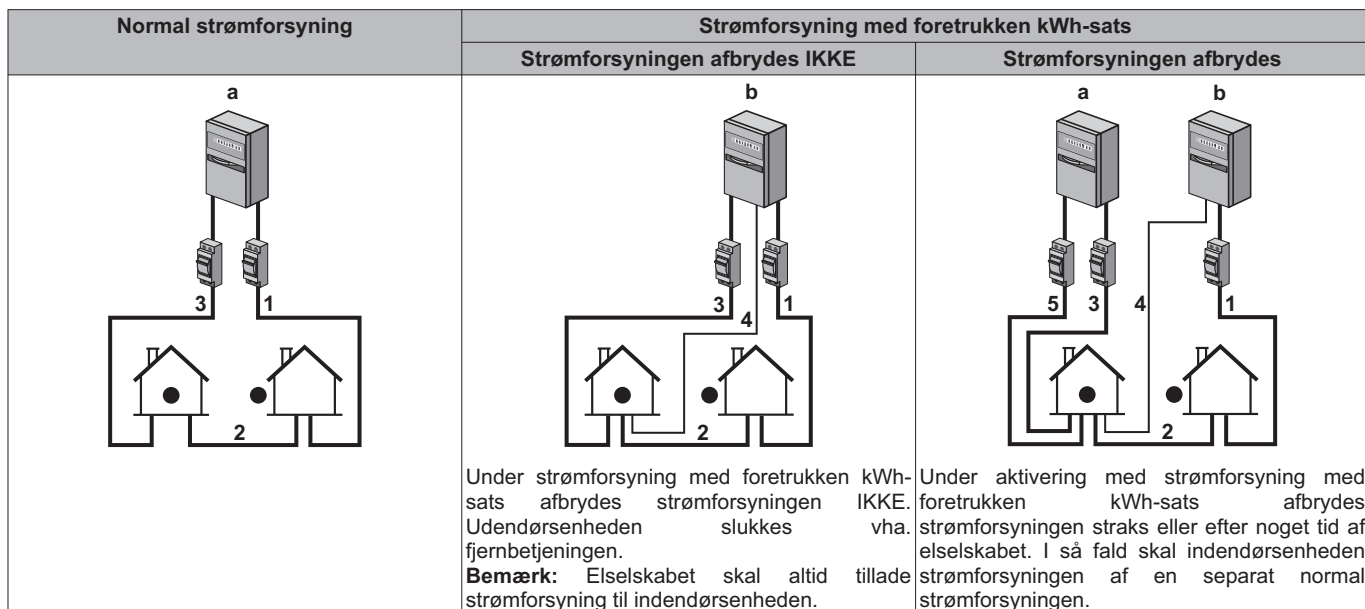 Normal strømforsyning
Strømforsyning med foretrukken kWh-sats
Strømforsyningen afbrydes IKKE
Strømforsyningen afbrydes
a
3
1
2
b
3
4
1
2
Under strømforsyning med foretrukken kWh-
sats afbrydes strømforsyningen IKKE.
Udendørsenheden slukkes vha.
fjernbetjeningen.
Bemærk: Elselskabet skal altid tillade
strømforsyning til indendørsenheden.
a
b
5
3
4
1
2
Under aktivering med strømforsyning med
foretrukken kWh-sats afbrydes
strømforsyningen straks eller efter noget tid af
elselskabet. I så fald skal indendørsenheden
strømforsyningen af en separat normal
strømforsyningen.